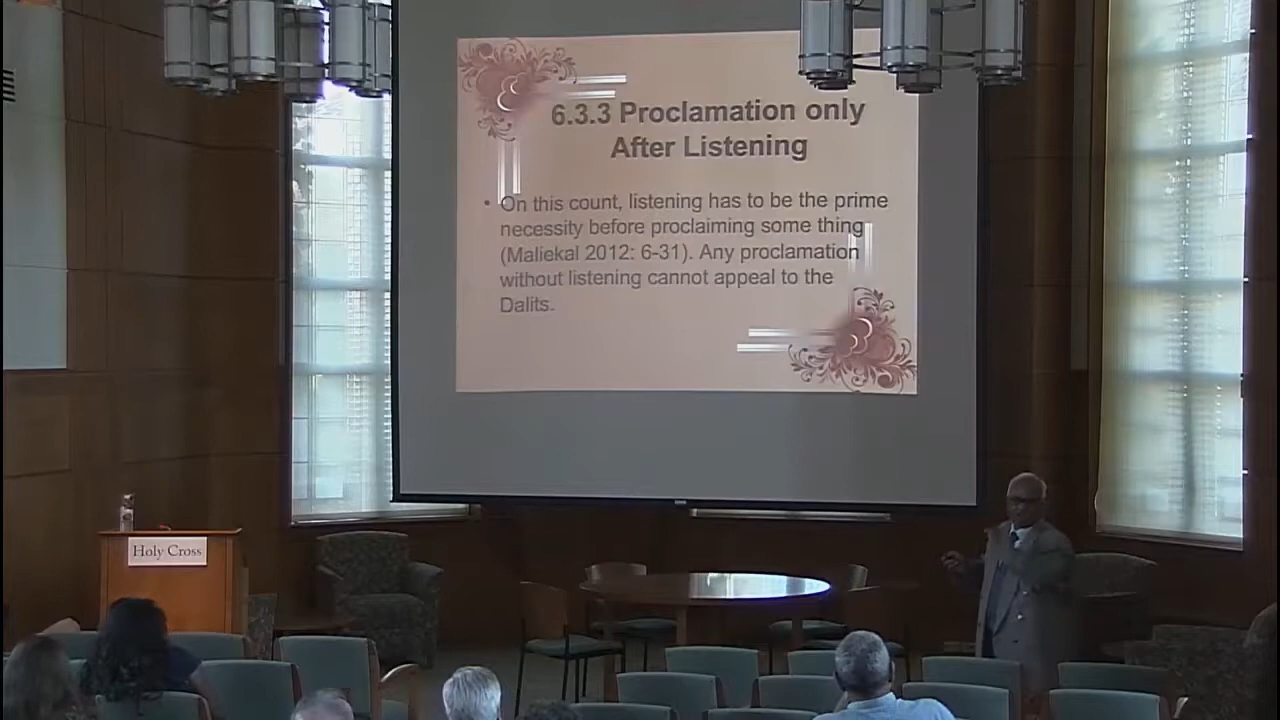 6.3.3 Proclamation only
After Listening
• On this count, listening has to be the prime
necessity before proclaiming some thing
(Maliekal 2012: 6-31). Any proclamation
without listening cannot appeal to the
Dalits.
Holy Cross